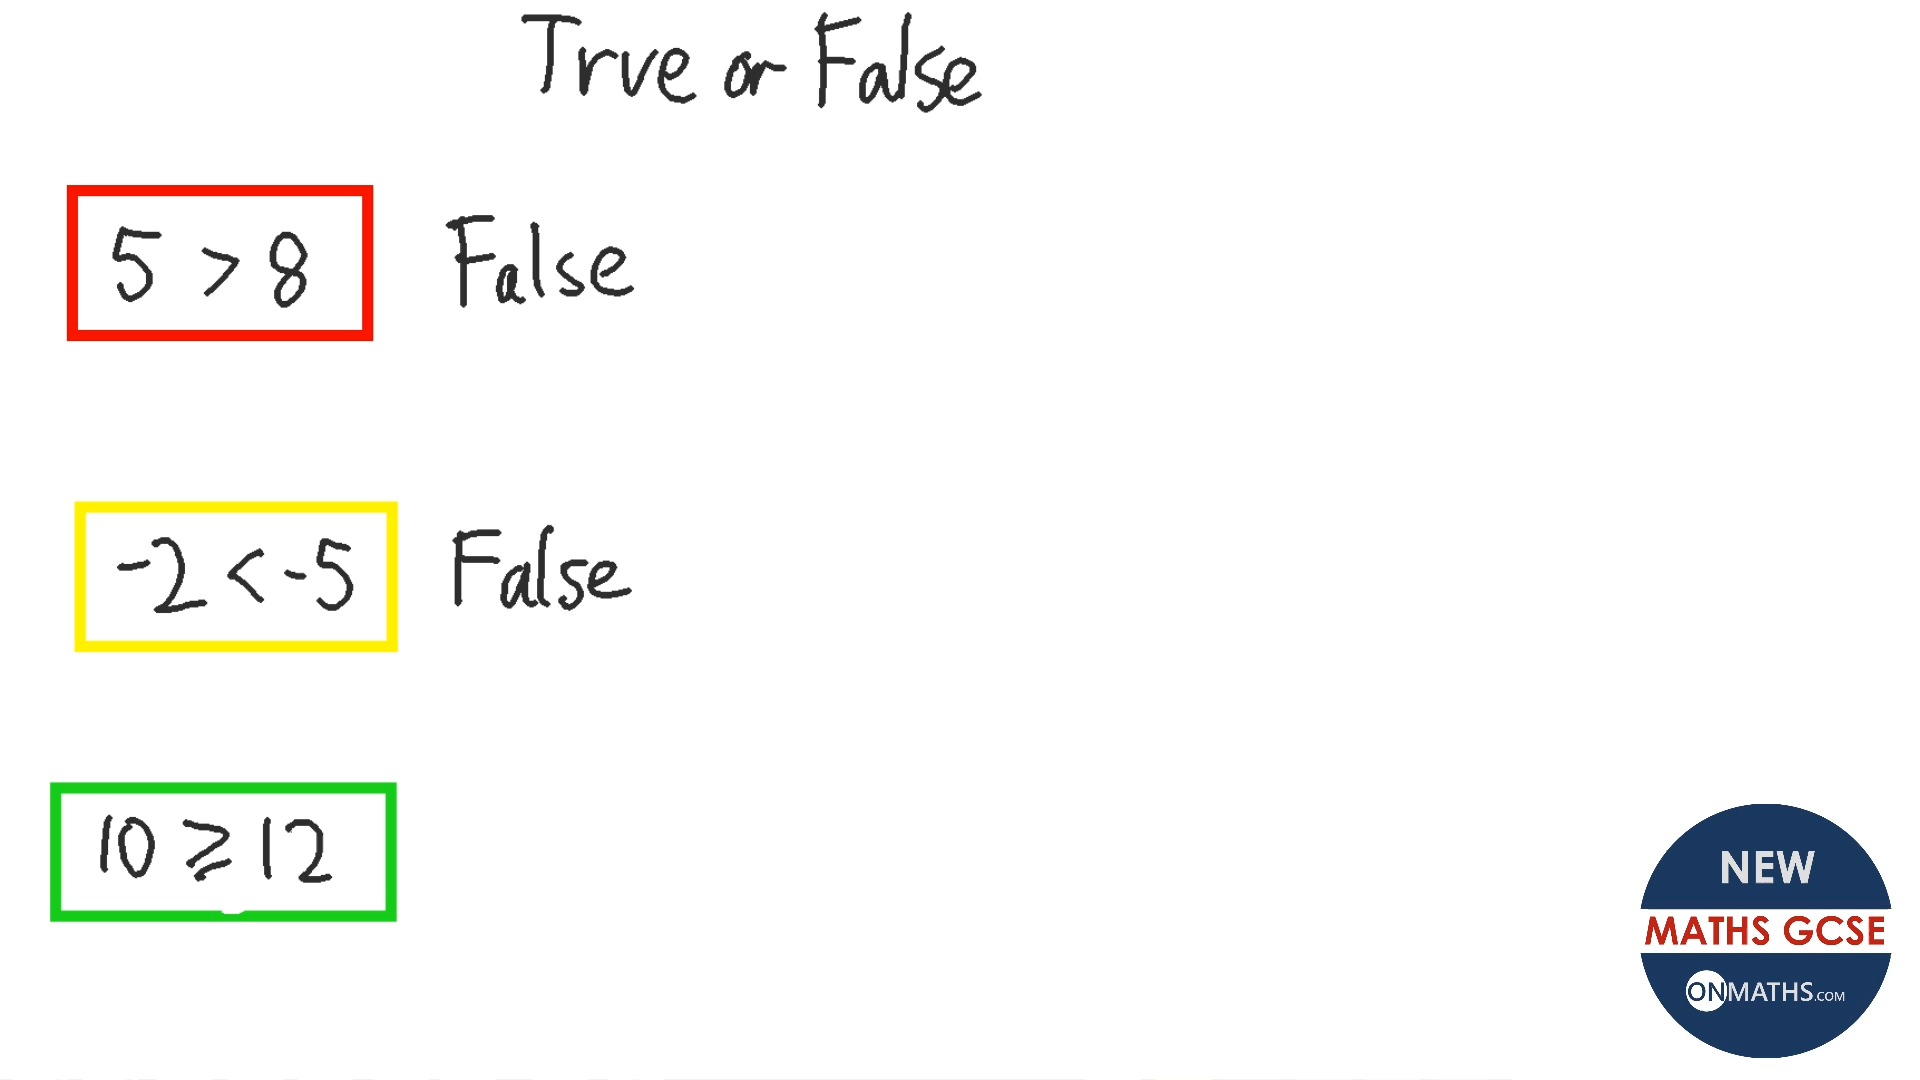 True or False
5 > 8 False
-2 < -5 False
10 ⩾ 12
NEW
MATHS GCSE
ONMATHS.COM